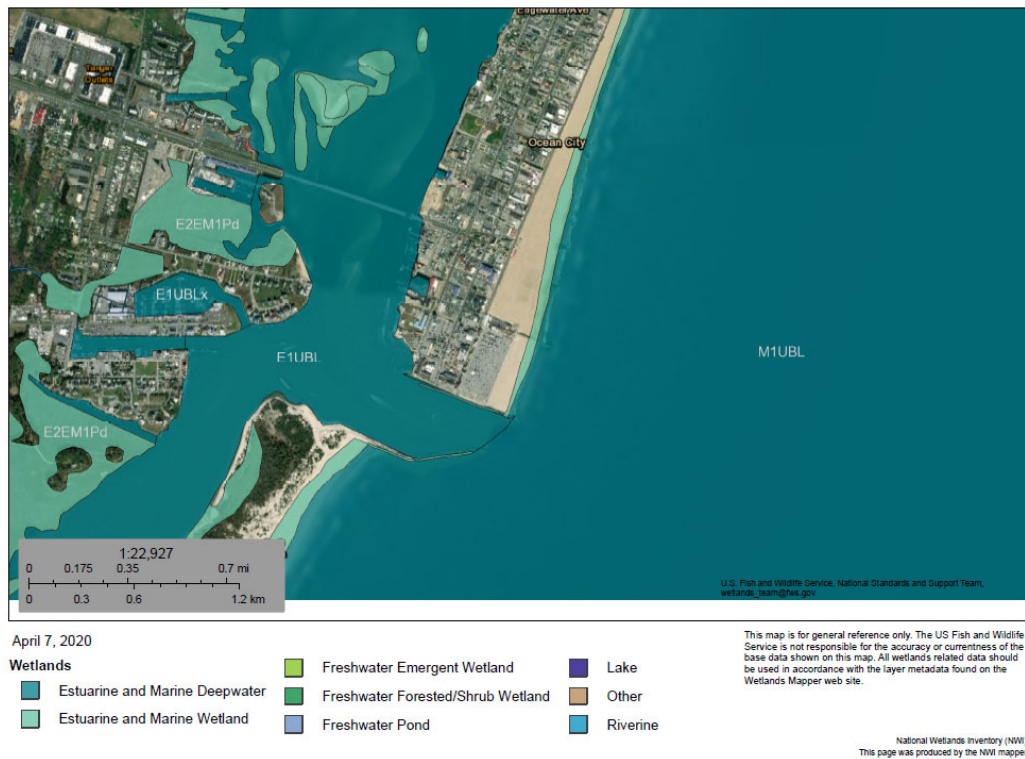 Edgewater Ave
Tanger
Outlets
Ocean City
E2EM1Pd
E1UBLx
E1UBL
M1UBL
E2EM1Pd
1:22,927
0 0.175 0.35 0.7 mi
0 0.3 0.6 1.2 km
U.S. Fish and Wildlife Service, National Standards and Support Team,
wetlands_team@fws.gov
April 7, 2020
Wetlands
Estuarine and Marine Deepwater
Estuarine and Marine Wetland
Freshwater Emergent Wetland
Freshwater Forested/Shrub Wetland
Freshwater Pond
Lake
Other
Riverine
This map is for general reference only. The US Fish and Wildlife
Service is not responsible for the accuracy or currentness of the
base data shown on this map. All wetlands related data should
be used in accordance with the layer metadata found on the
Wetlands Mapper web site.
National Wetlands Inventory (NWI)
This page was produced by the NWI mapper